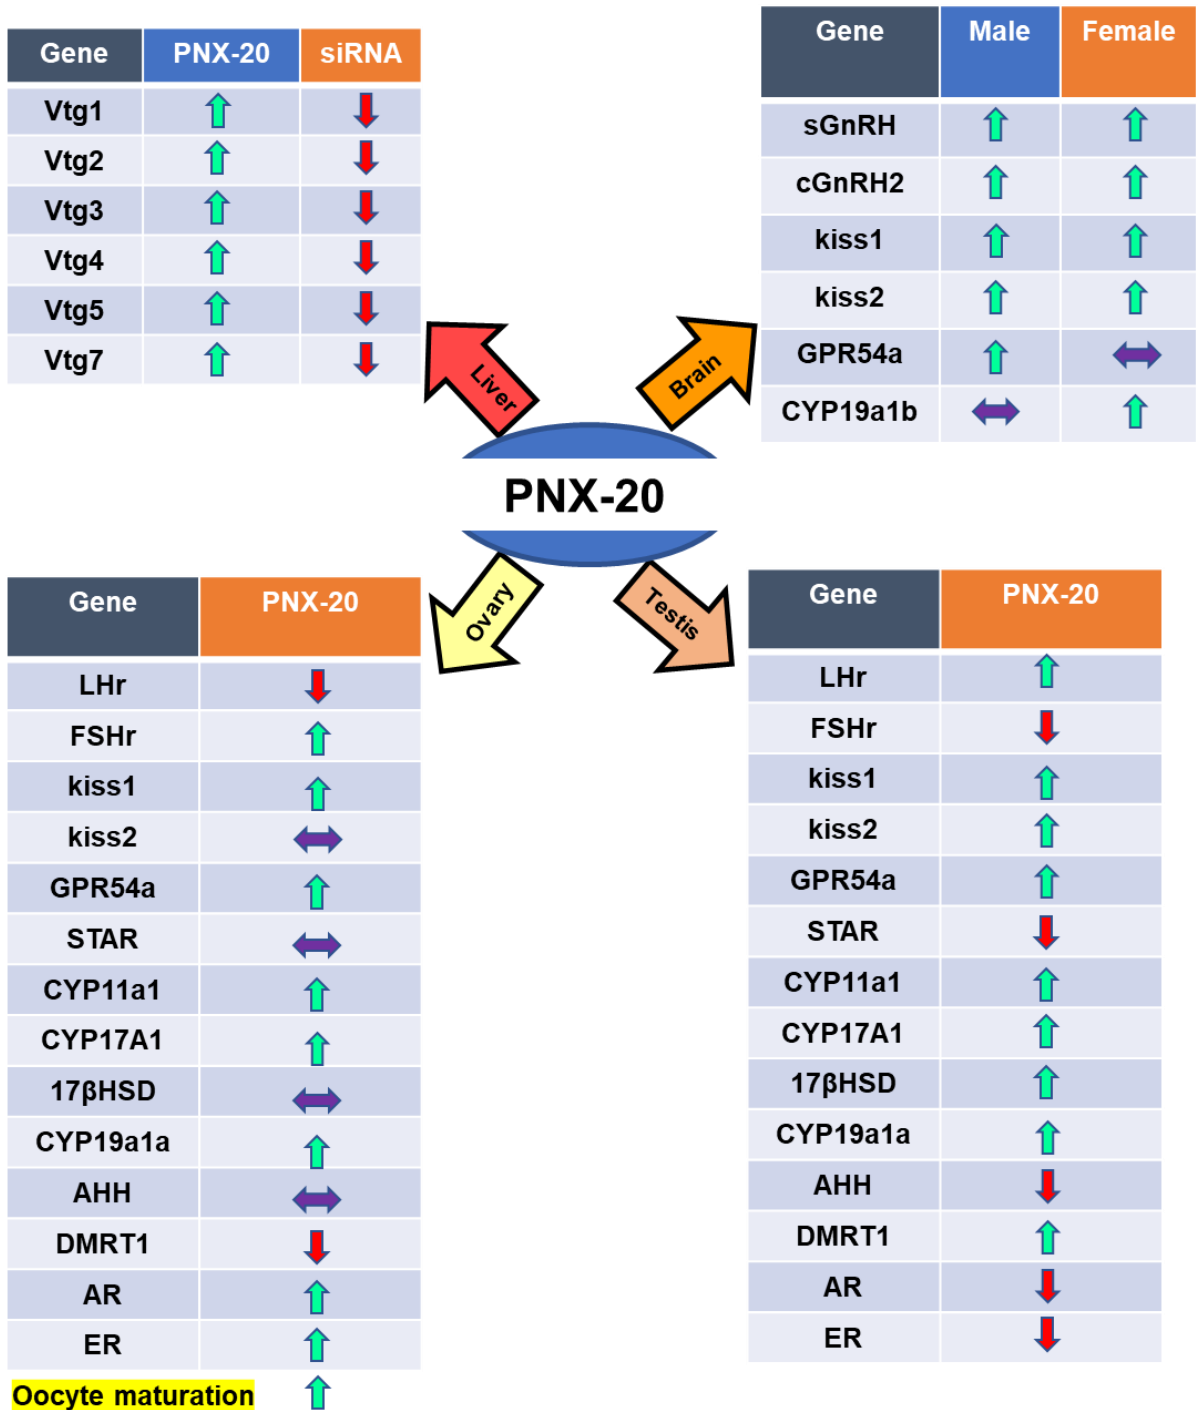 Gene PNX-20 siRNA
Vtg1
Vtg2
Vtg3
Vtg4
Vtg5
Vtg7
Gene Male Female
sGnRH
cGnRH2
kiss1
kiss2
GPR54a
CYP19a1b
Liver
Brain
PNX-20
Ovary
Testis
Gene PNX-20
LHr
FSHr
kiss1
kiss2
GPR54a
STAR
CYP11a1
CYP17A1
17βHSD
CYP19a1a
AHH
DMRT1
AR
ER
Oocyte maturation
Gene PNX-20
LHr
FSHr
kiss1
kiss2
GPR54a
STAR
CYP11a1
CYP17A1
17βHSD
CYP19a1a
AHH
DMRT1
AR
ER